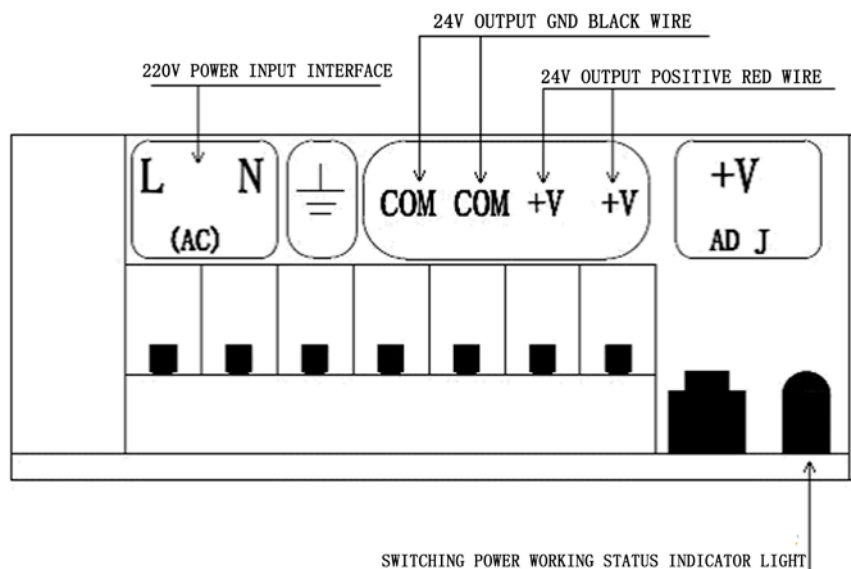 24V OUTPUT GND BLACK WIRE
220V POWER INPUT INTERFACE
24V OUTPUT POSITIVE RED WIRE
L N
(AC)
COM COM +V +V
+V
AD J
SWITCHING POWER WORKING STATUS INDICATOR LIGHT